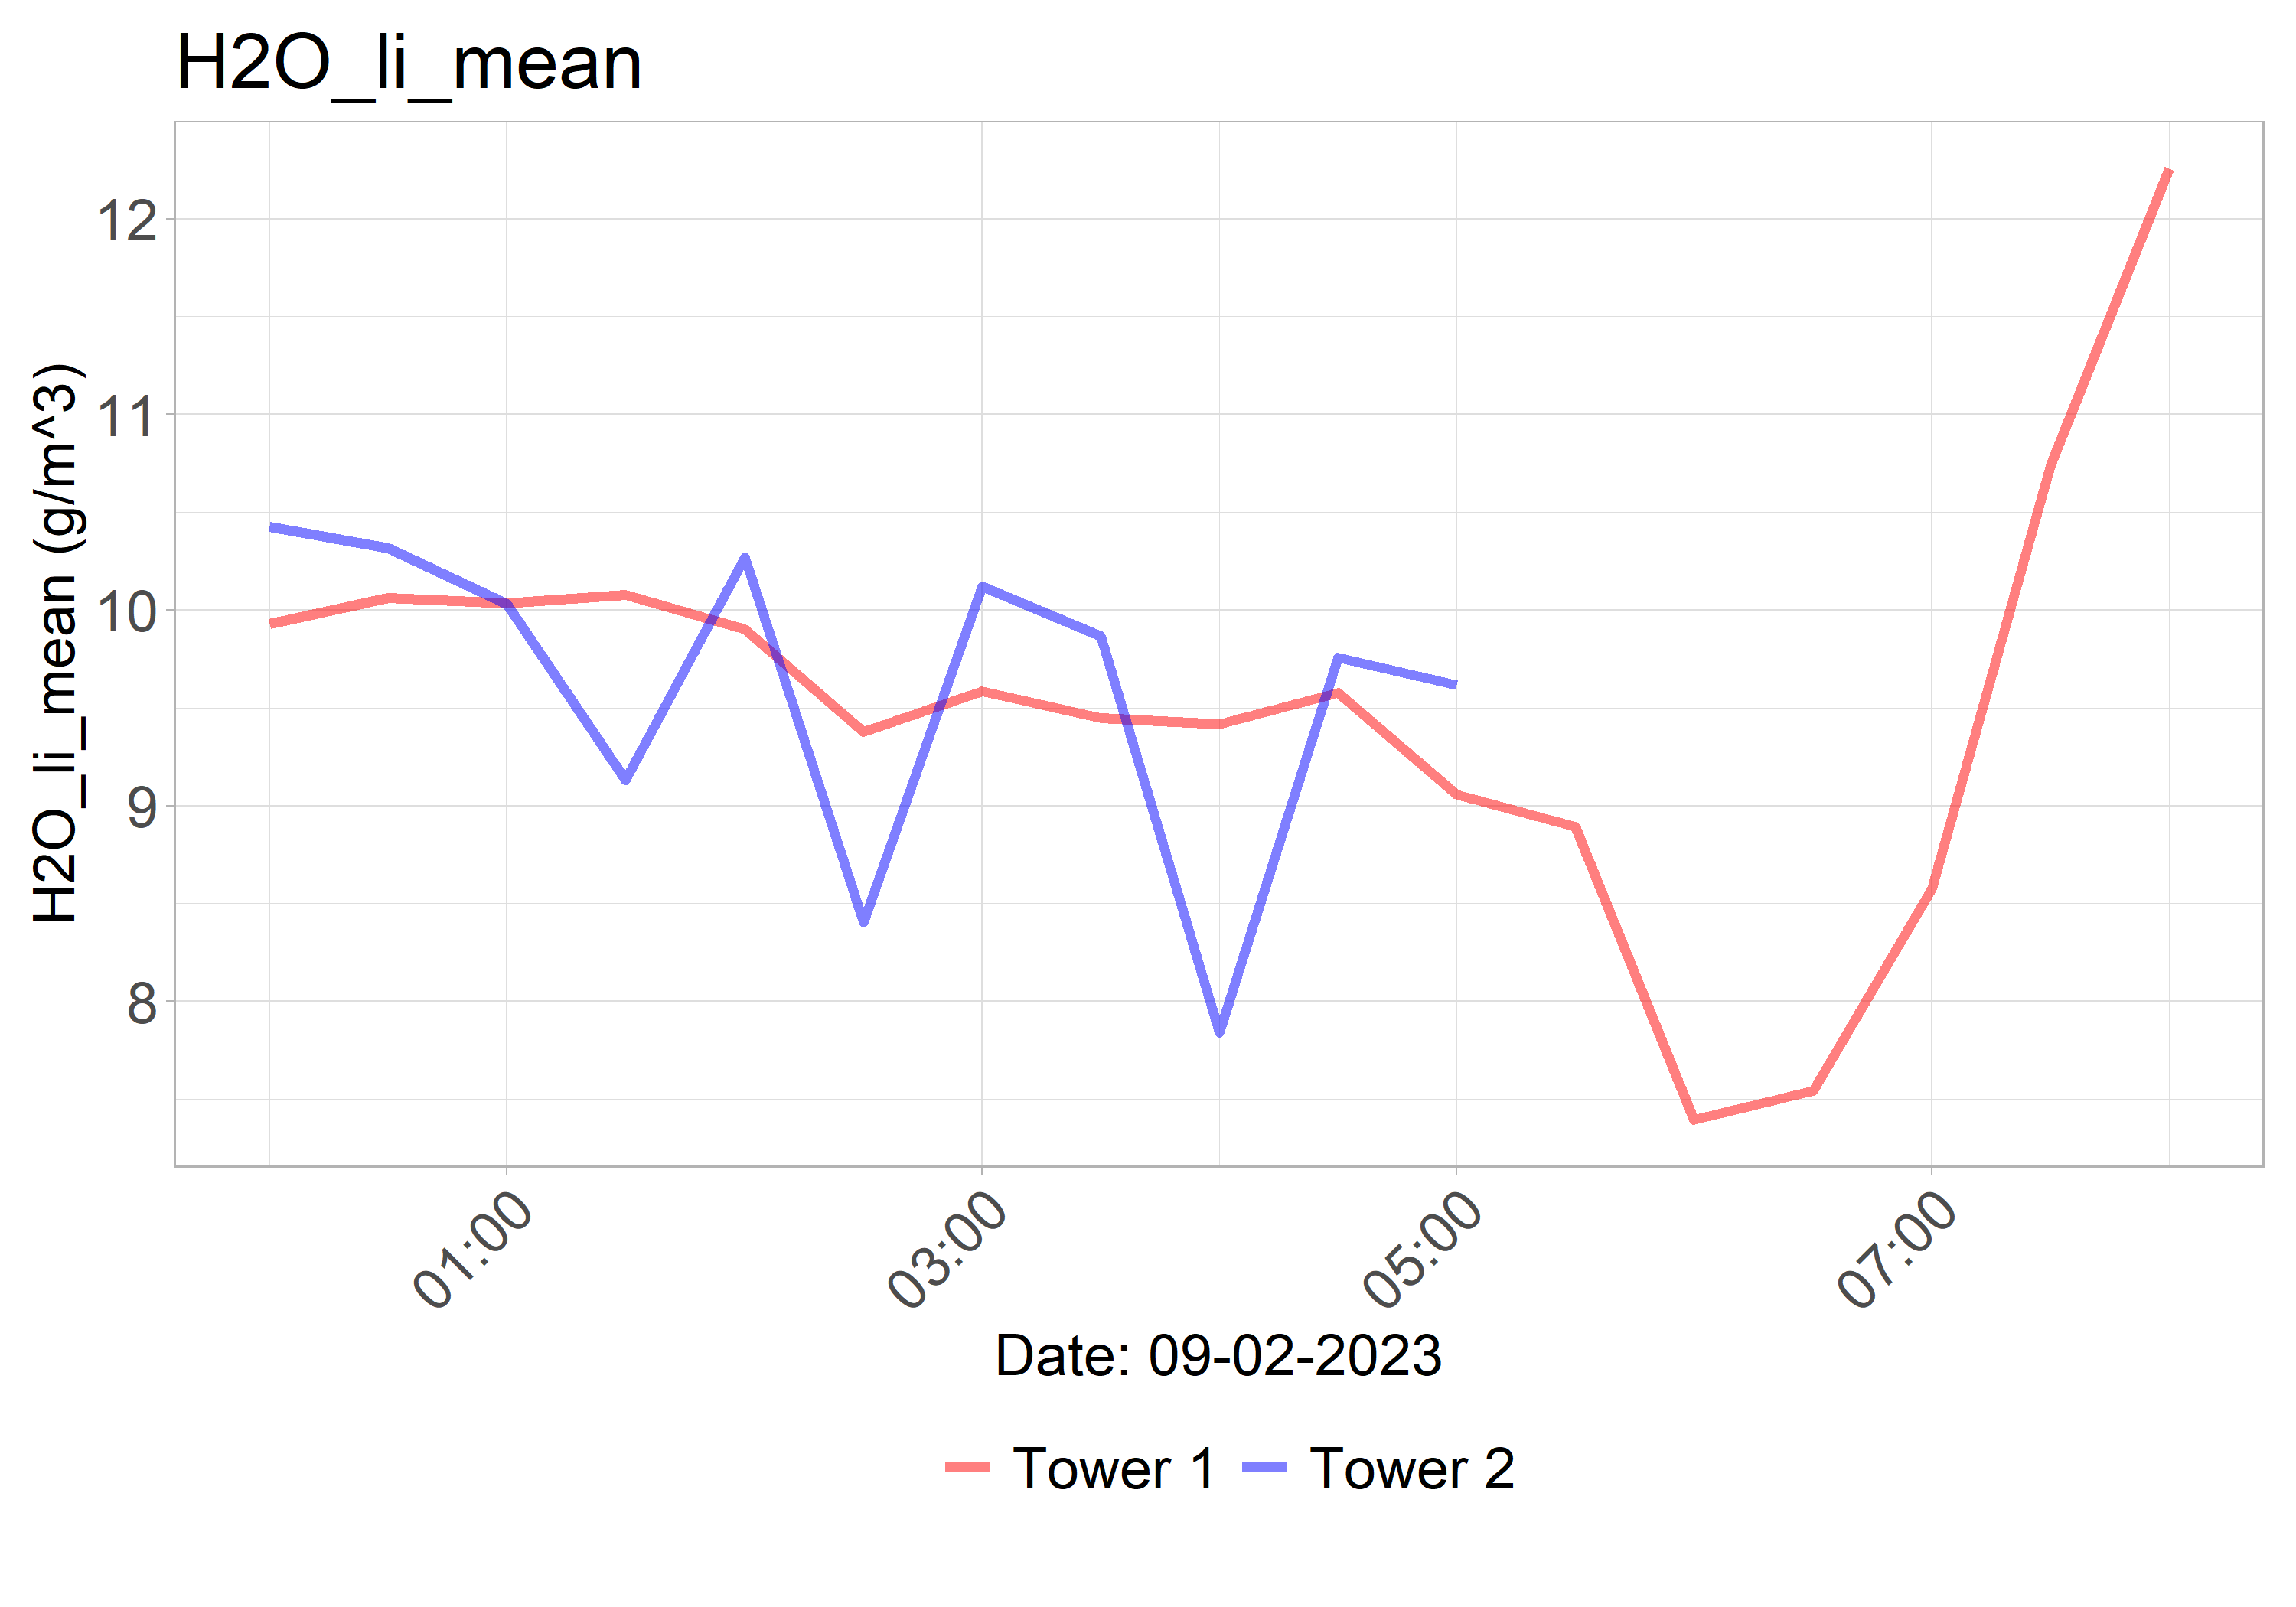 H2O_li_mean
H2O_li_mean (g/m^3)
12
11
10
9
8
01:00 03:00 05:00 07:00
Date: 09-02-2023
Tower 1 Tower 2